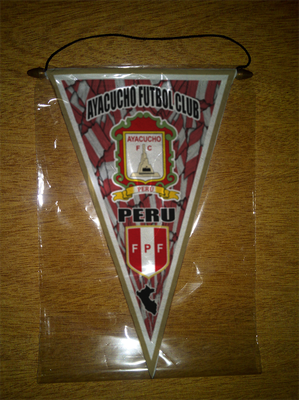 AYACUCHO FUTBOL CLUB
AYACUCHO
F C
PERU
PERU
FPF